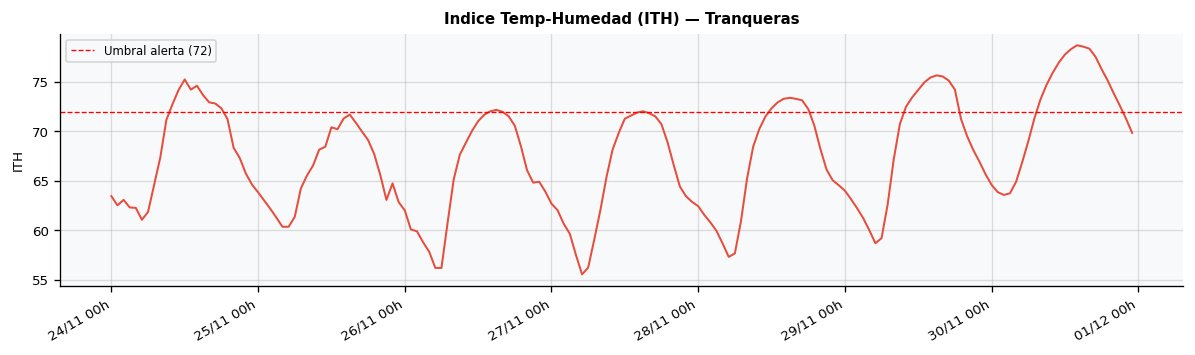 Indice Temp-Humedad (ITH) — Tranqueras
Umbral alerta (72)
ITH
75
70
65
60
55
24/11 00h
25/11 00h
26/11 00h
27/11 00h
28/11 00h
29/11 00h
30/11 00h
01/12 00h